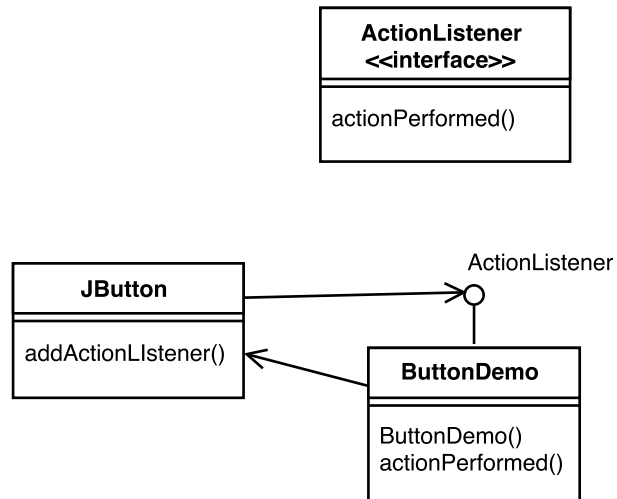 ActionListener
<<interface>>
actionPerformed()
ActionListener
JButton
addActionLIstener()
ButtonDemo
ButtonDemo()
actionPerformed()